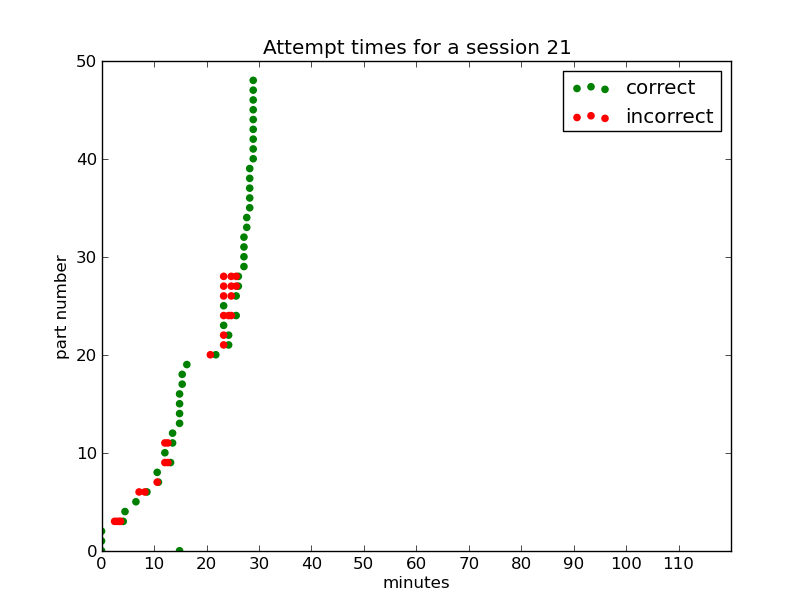 Attempt times for a session 21
correct
incorrect
50
40
30
20
10
0
part number
0 10 20 30 40 50 60 70 80 90 100 110
minutes